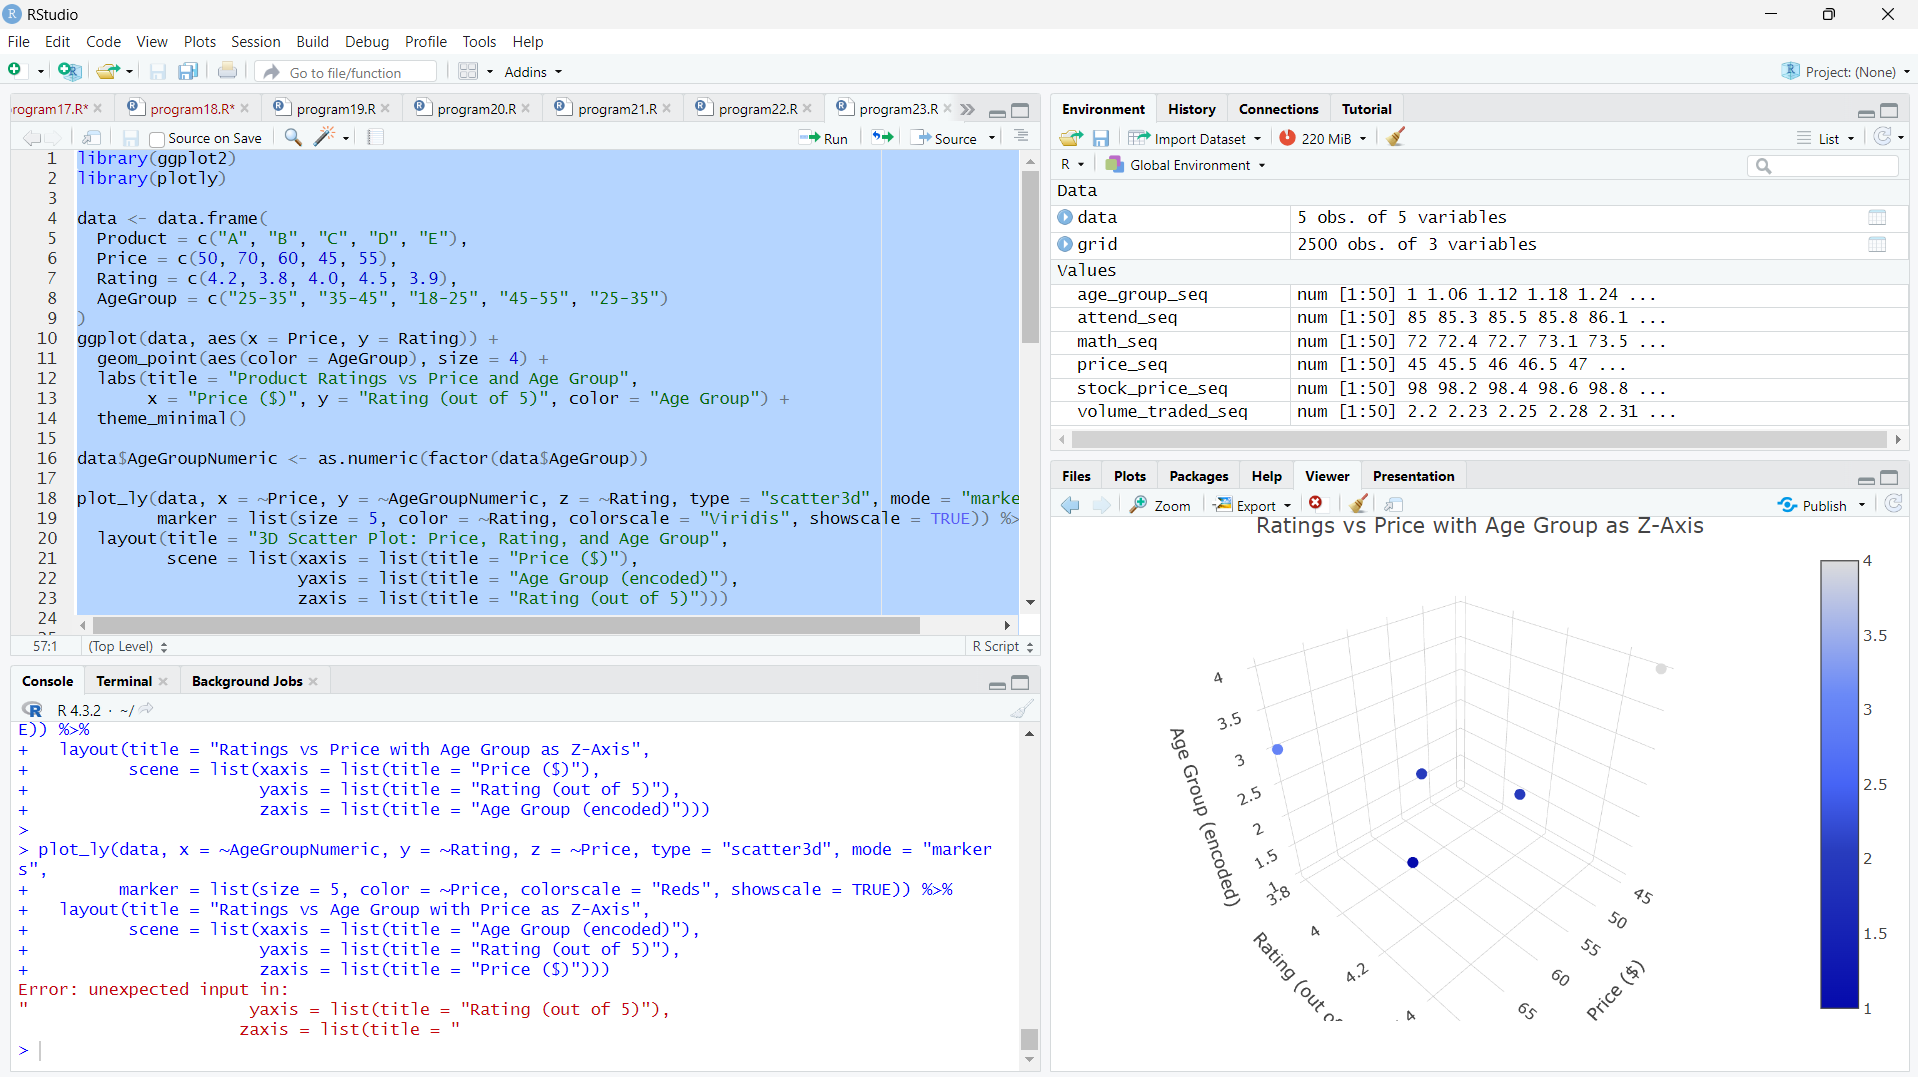 RStudio
File Edit Code View Plots Session Build Debug Profile Tools Help
Go to file/function Addins Project: (None)
rogram17.R* program18.R* program19.R program20.R program21.R program22.R program23.R
Source on Save Run Source
1 library(ggplot2)
2 library(plotly)
3
4 data <- data.frame(
5 Product = c("A", "B", "C", "D", "E"),
6 Price = c(50, 70, 60, 45, 55),
7 Rating = c(4.2, 3.8, 4.0, 4.5, 3.9),
8 AgeGroup = c("25-35", "35-45", "18-25", "45-55", "25-35")
9 )
10 ggplot(data, aes(x = Price, y = Rating)) +
11 geom_point(aes(color = AgeGroup), size = 4) +
12 labs(title = "Product Ratings vs Price and Age Group",
13 x = "Price ($)", y = "Rating (out of 5)", color = "Age Group") +
14 theme_minimal()
15
16 data$AgeGroupNumeric <- as.numeric(factor(data$AgeGroup))
17
18 plot_ly(data, x = ~Price, y = ~AgeGroupNumeric, z = ~Rating, type = "scatter3d", mode = "marke
19 marker = list(size = 5, color = ~Rating, colorscale = "Viridis", showscale = TRUE)) %>
20 layout(title = "3D Scatter Plot: Price, Rating, and Age Group",
21 scene = list(xaxis = list(title = "Price ($)"),
22 yaxis = list(title = "Age Group (encoded)"),
23 zaxis = list(title = "Rating (out of 5)")))
24
57:1 (Top Level) R Script
Console Terminal Background Jobs
R 4.3.2 · ~/
E)) %>%
+ layout(title = "Ratings vs Price with Age Group as Z-Axis",
+ scene = list(xaxis = list(title = "Price ($)"),
+ yaxis = list(title = "Rating (out of 5)"),
+ zaxis = list(title = "Age Group (encoded)")))
>
> plot_ly(data, x = ~AgeGroupNumeric, y = ~Rating, z = ~Price, type = "scatter3d", mode = "marker
s",
+ marker = list(size = 5, color = ~Price, colorscale = "Reds", showscale = TRUE)) %>%
+ layout(title = "Ratings vs Age Group with Price as Z-Axis",
+ scene = list(xaxis = list(title = "Age Group (encoded)"),
+ yaxis = list(title = "Rating (out of 5)"),
+ zaxis = list(title = "Price ($)")))
Error: unexpected input in:
" yaxis = list(title = "Rating (out of 5)"),
zaxis = list(title = "
>
Environment History Connections Tutorial
Import Dataset 220 MiB List
R Global Environment
Data
data 5 obs. of 5 variables
grid 2500 obs. of 3 variables
Values
age_group_seq num [1:50] 1 1.06 1.12 1.18 1.24 ...
attend_seq num [1:50] 85 85.3 85.5 85.8 86.1 ...
math_seq num [1:50] 72 72.4 72.7 73.1 73.5 ...
price_seq num [1:50] 45 45.5 46 46.5 47 ...
stock_price_seq num [1:50] 98 98.2 98.4 98.6 98.8 ...
volume_traded_seq num [1:50] 2.2 2.23 2.25 2.28 2.31 ...
Files Plots Packages Help Viewer Presentation
Zoom Export Publish
Ratings vs Price with Age Group as Z-Axis
4
3.5
3
2.5
2
1.5
1
Age Group (encoded)
4
3.5
3
2.5
2
1.5
1
3.8
4
4.2
4
Rating (out o
45
50
55
60
65
Price ($)